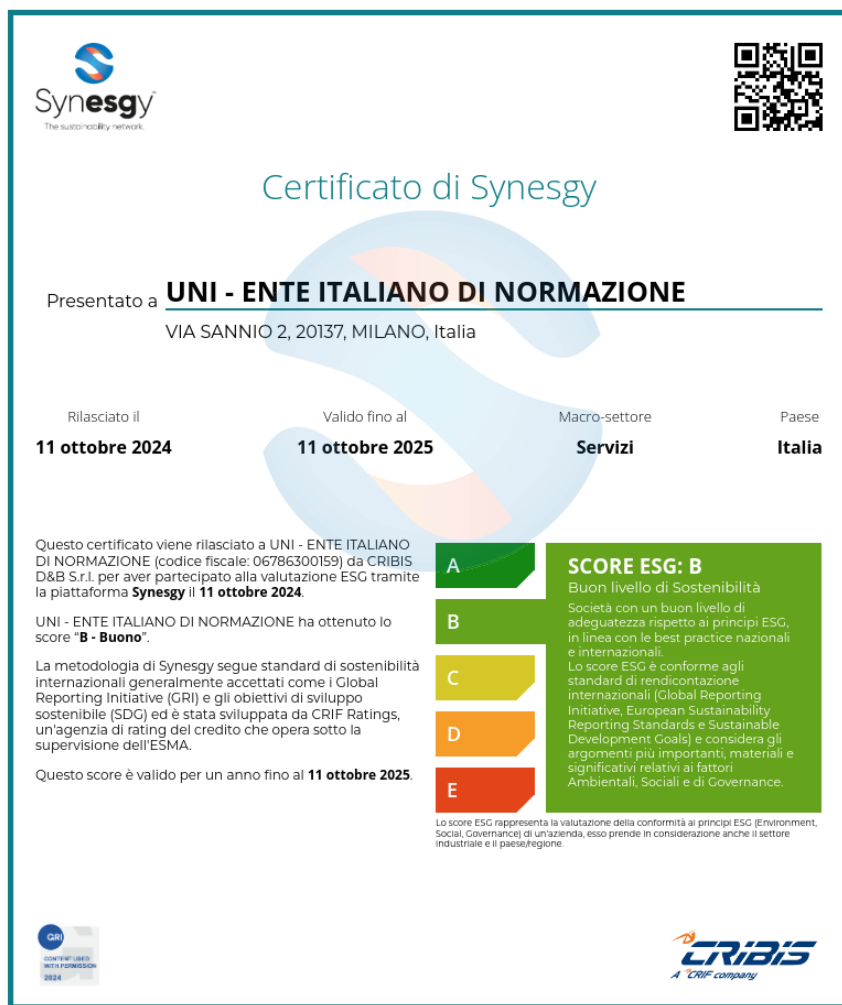 Synesgy™
The sustainability network.
Certificato di Synesgy
Presentato a UNI - ENTE ITALIANO DI NORMAZIONE
VIA SANNIO 2, 20137, MILANO, Italia
Rilasciato il
11 ottobre 2024
Valido fino al
11 ottobre 2025
Macro-settore
Servizi
Paese
Italia
Questo certificato viene rilasciato a UNI - ENTE ITALIANO
DI NORMAZIONE (codice fiscale: 06786300159) da CRIBIS
D&B S.r.l. per aver partecipato alla valutazione ESG tramite
la piattaforma Synesgy il 11 ottobre 2024.
UNI - ENTE ITALIANO DI NORMAZIONE ha ottenuto lo
score “B - Buono”.
La metodologia di Synesgy segue standard di sostenibilità
internazionali generalmente accettati come i Global
Reporting Initiative (GRI) e gli obiettivi di sviluppo
sostenibile (SDG) ed è stata sviluppata da CRIF Ratings,
un'agenzia di rating del credito che opera sotto la
supervisione dell'ESMA.
Questo score è valido per un anno fino al 11 ottobre 2025.
A
B
C
D
E
SCORE ESG: B
Buon livello di Sostenibilità
Società con un buon livello di
adeguatezza rispetto ai principi ESG,
in linea con le best practice nazionali
e internazionali.
Lo score ESG è conforme agli
standard di rendicontazione
internazionali (Global Reporting
Initiative, European Sustainability
Reporting Standards e Sustainable
Development Goals) e considera gli
argomenti più importanti, materiali e
significativi relativi ai fattori
Ambientali, Sociali e di Governance.
Lo score ESG rappresenta la valutazione della conformità ai principi ESG (Environment,
Social, Governance) di un'azienda, esso prende in considerazione anche il settore
industriale e il paese/regione.
GRI
CONTENT USED
WITH PERMISSION
2024
CRIBIS
A CRIF company